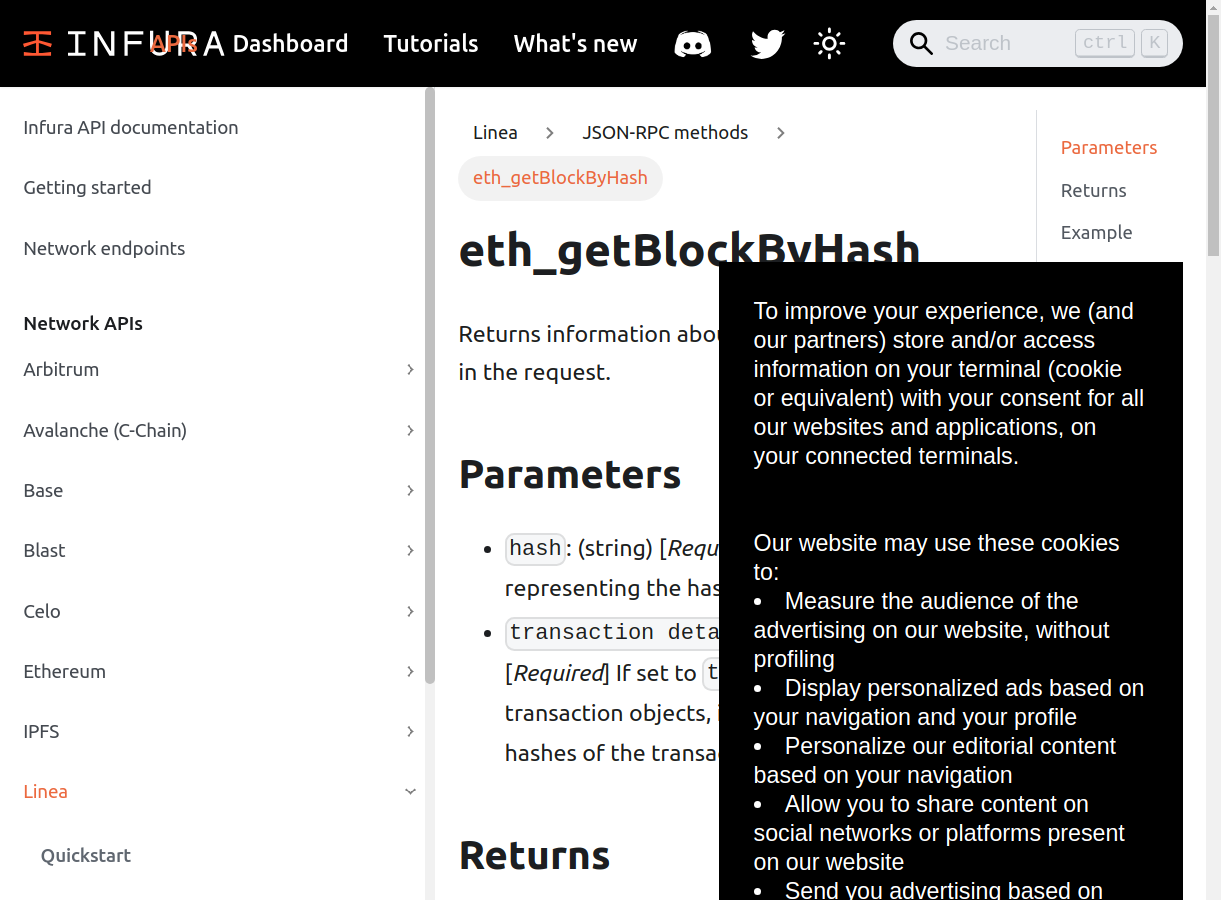 INFURA
APIs
Dashboard
Tutorials
What's new
Search
ctrl
K
Infura API documentation
Getting started
Network endpoints
Network APIs
Arbitrum
Avalanche (C-Chain)
Base
Blast
Celo
Ethereum
IPFS
Linea
Quickstart
Linea
JSON-RPC methods
eth_getBlockByHash
eth_getBlockByHash
Returns information abou
in the request.
Parameters
hash: (string) [Requ
representing the has
transaction deta
[Required] If set to t
transaction objects, i
hashes of the transa
Returns
Parameters
Returns
Example
To improve your experience, we (and
our partners) store and/or access
information on your terminal (cookie
or equivalent) with your consent for all
our websites and applications, on
your connected terminals.
Our website may use these cookies
to:
• Measure the audience of the
advertising on our website, without
profiling
• Display personalized ads based on
your navigation and your profile
• Personalize our editorial content
based on your navigation
• Allow you to share content on
social networks or platforms present
on our website
• Send you advertising based on